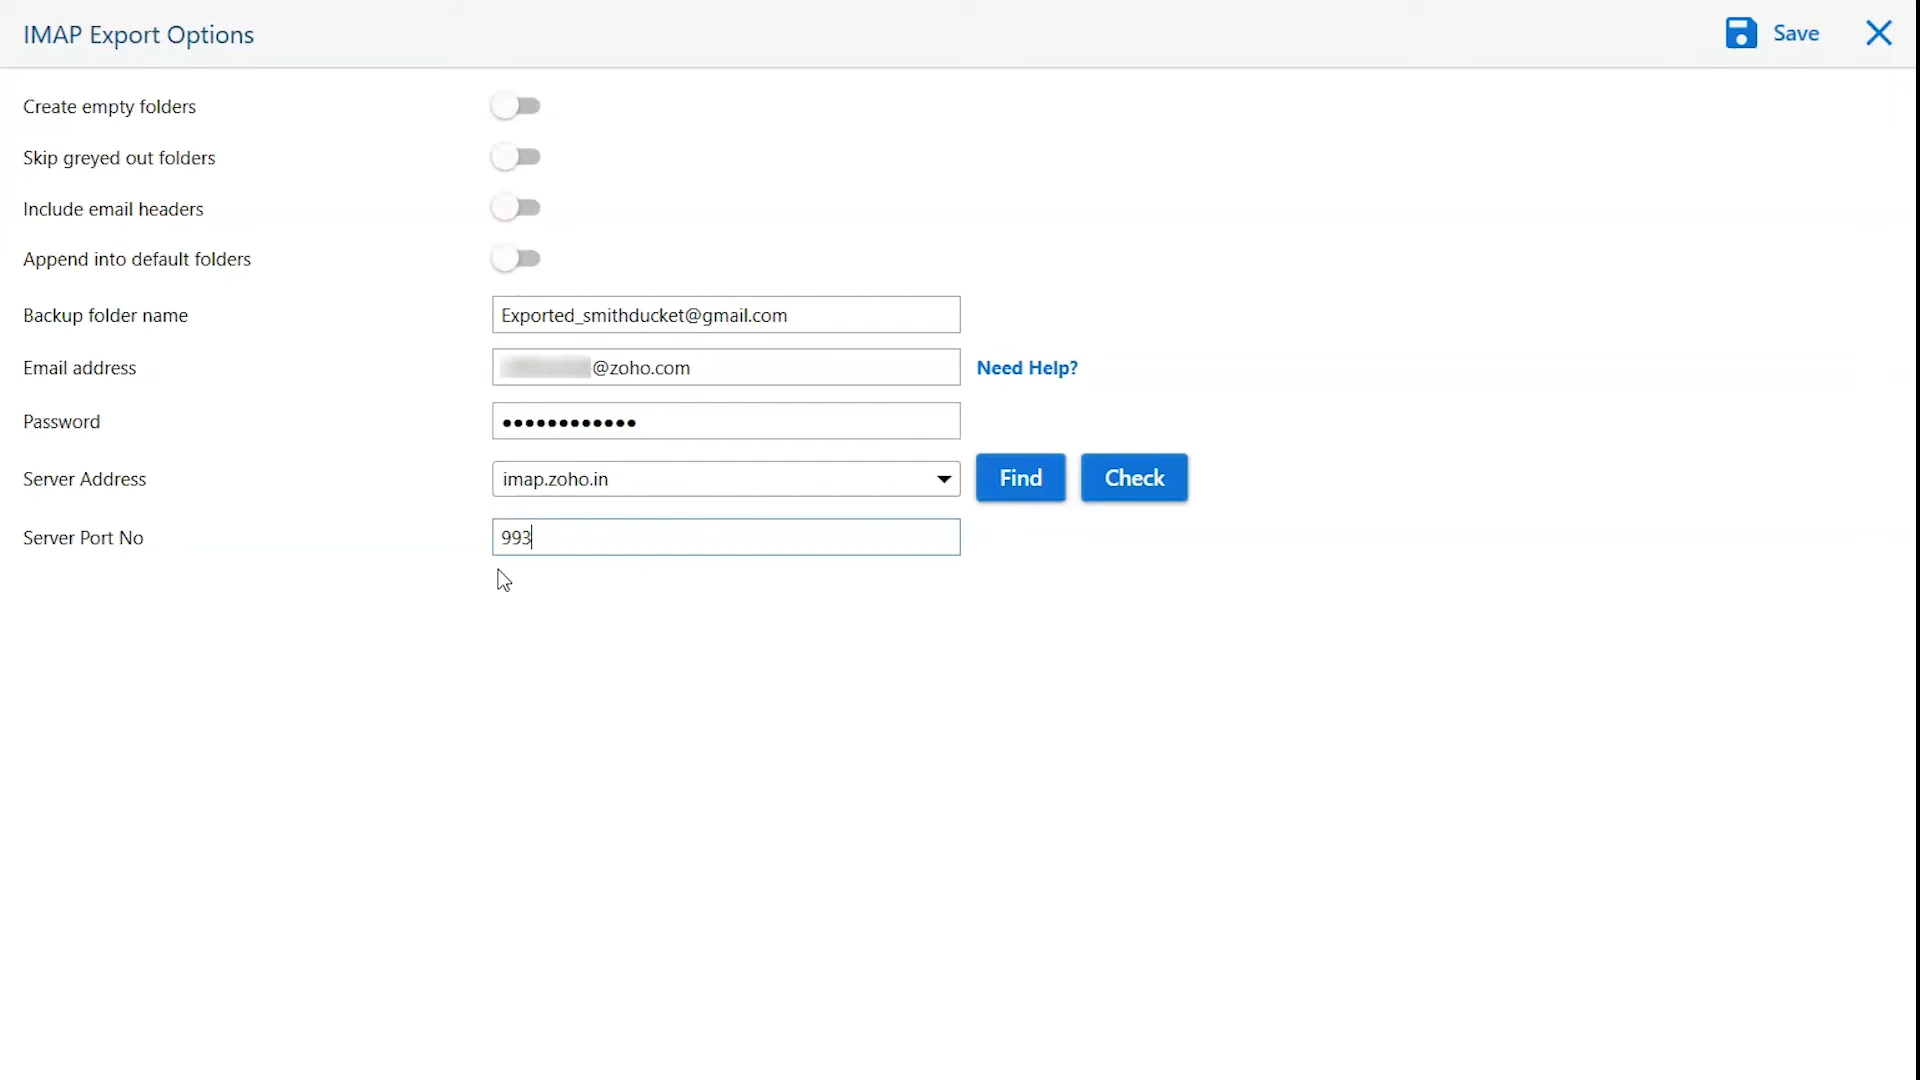 IMAP Export Options
Save
Create empty folders
Skip greyed out folders
Include email headers
Append into default folders
Backup folder name Exported_smithducket@gmail.com
Email address @zoho.com Need Help?
Password ••••••••••••
Server Address imap.zoho.in Find Check
Server Port No 993